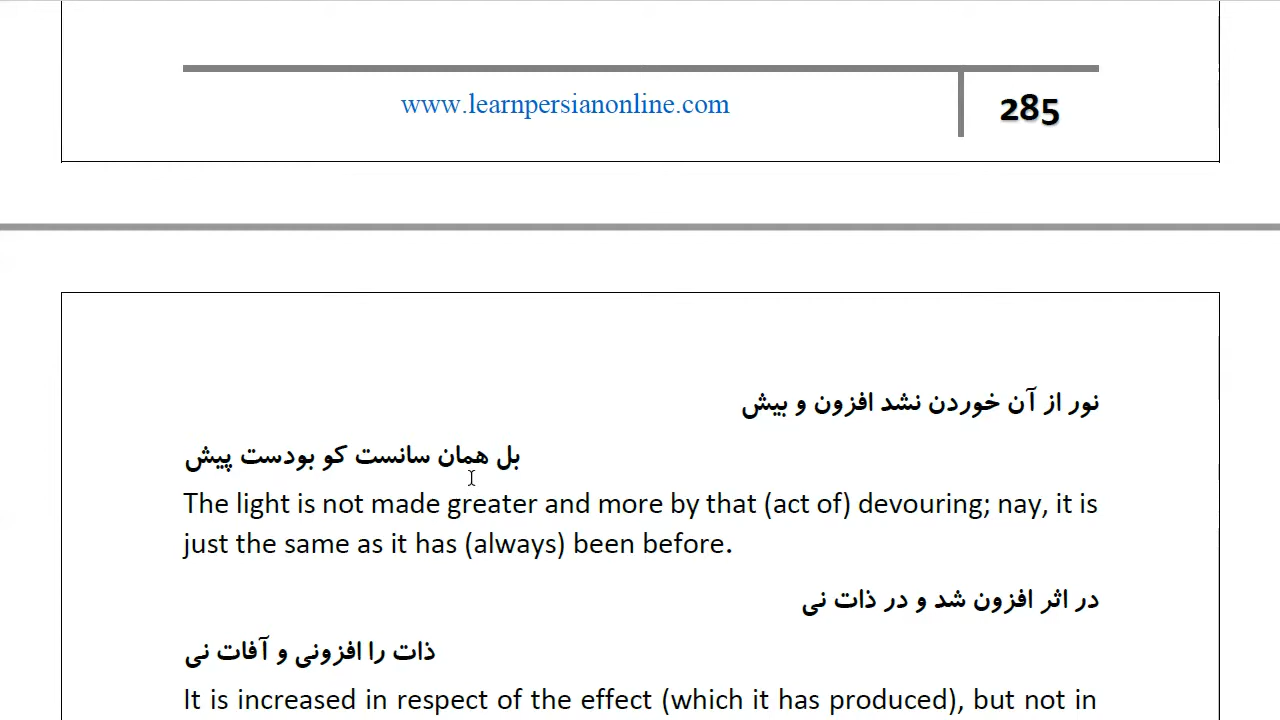 www.learnpersianonline.com
285
نور از آن خوردن نشد افزون و بیش
بل همان سانست کو بودست پیش
The light is not made greater and more by that (act of) devouring; nay, it is
just the same as it has (always) been before.
در اثر افزون شد و در ذات نی
ذات را افزونی و آفات نی
It is increased in respect of the effect (which it has produced), but not in